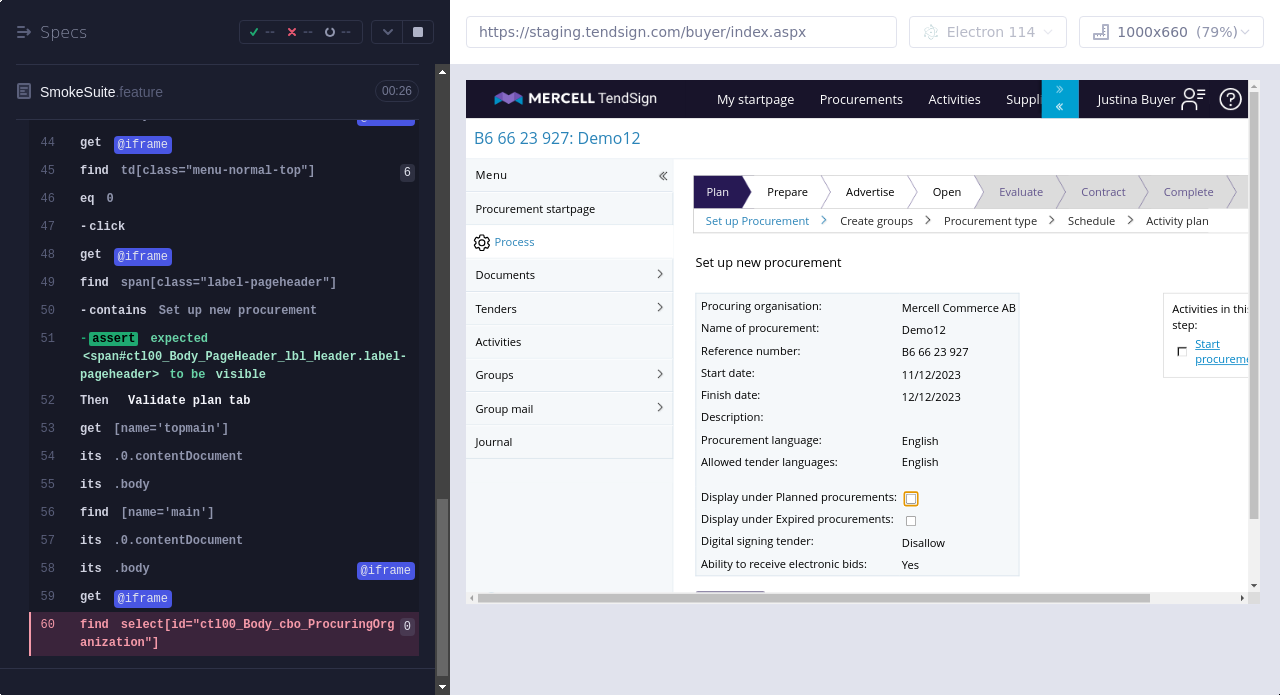 Specs
--
--
--
SmokeSuite.feature
00:26
@iframe
44 get @iframe
45 find td[class="menu-normal-top"] 6
46 eq 0
47 -click
48 get @iframe
49 find span[class="label-pageheader"]
50 -contains Set up new procurement
51 -assert expected
<span#ctl00_Body_PageHeader_lbl_Header.label-
pageheader> to be visible
52 Then Validate plan tab
53 get [name='topmain']
54 its .0.contentDocument
55 its .body
56 find [name='main']
57 its .0.contentDocument
58 its .body @iframe
59 get @iframe
60 find select[id="ctl00_Body_cbo_ProcuringOrg 0
anization"]
https://staging.tendsign.com/buyer/index.aspx
Electron 114
1000x660 (79%)
MERCELL TendSign
My startpage
Procurements
Activities
Suppli
»
«
Justina Buyer
B6 66 23 927: Demo12
Menu
Procurement startpage
Process
Documents
Tenders
Activities
Groups
Group mail
Journal
Plan
Prepare
Advertise
Open
Evaluate
Contract
Complete
Set up Procurement
Create groups
Procurement type
Schedule
Activity plan
Set up new procurement
Procuring organisation: Mercell Commerce AB
Name of procurement: Demo12
Reference number: B6 66 23 927
Start date: 11/12/2023
Finish date: 12/12/2023
Description:
Procurement language: English
Allowed tender languages: English
Display under Planned procurements:
Display under Expired procurements:
Digital signing tender: Disallow
Ability to receive electronic bids: Yes
Activities in this
step:
Start
procureme